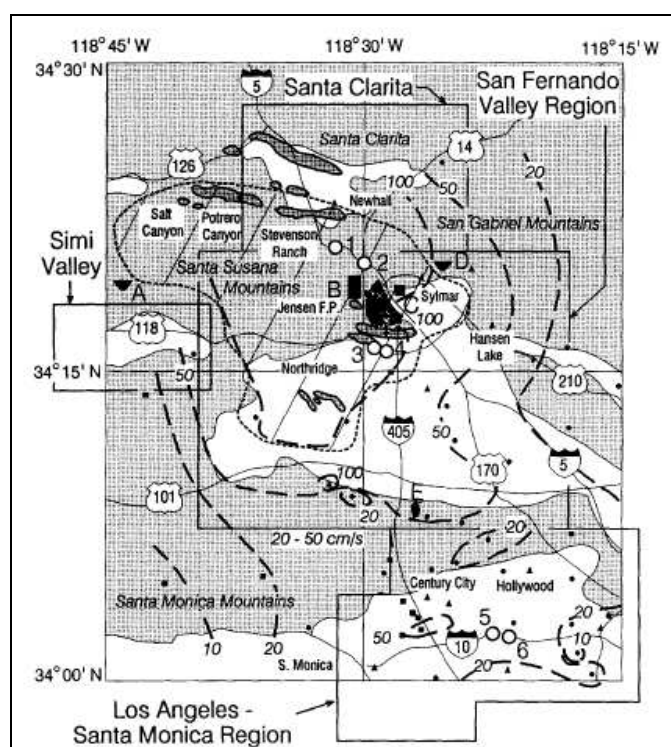 118°45' W
118°30' W
118°15' W
34°30' N
5
Santa Clarita
San Fernando
Valley Region
Santa Clarita
14
20
126
100
50
Newhall
Salt
Canyon
Potrero
Canyon
Stevenson
Ranch
San Gabriel Mountains
1
Simi
Valley
Santa Susana
Mountains
2
D
A
B
C
Sylmar
Jensen F.P.
100
118
Hansen
Lake
3
4
34°15' N
50
Northridge
210
405
50
170
5
101
100
20
E
20 - 50 cm/s
20
Century City
Hollywood
Santa Monica Mountains
20
50
10
5
6
10
10
20
S. Monica
20
34°00' N
Los Angeles -
Santa Monica Region